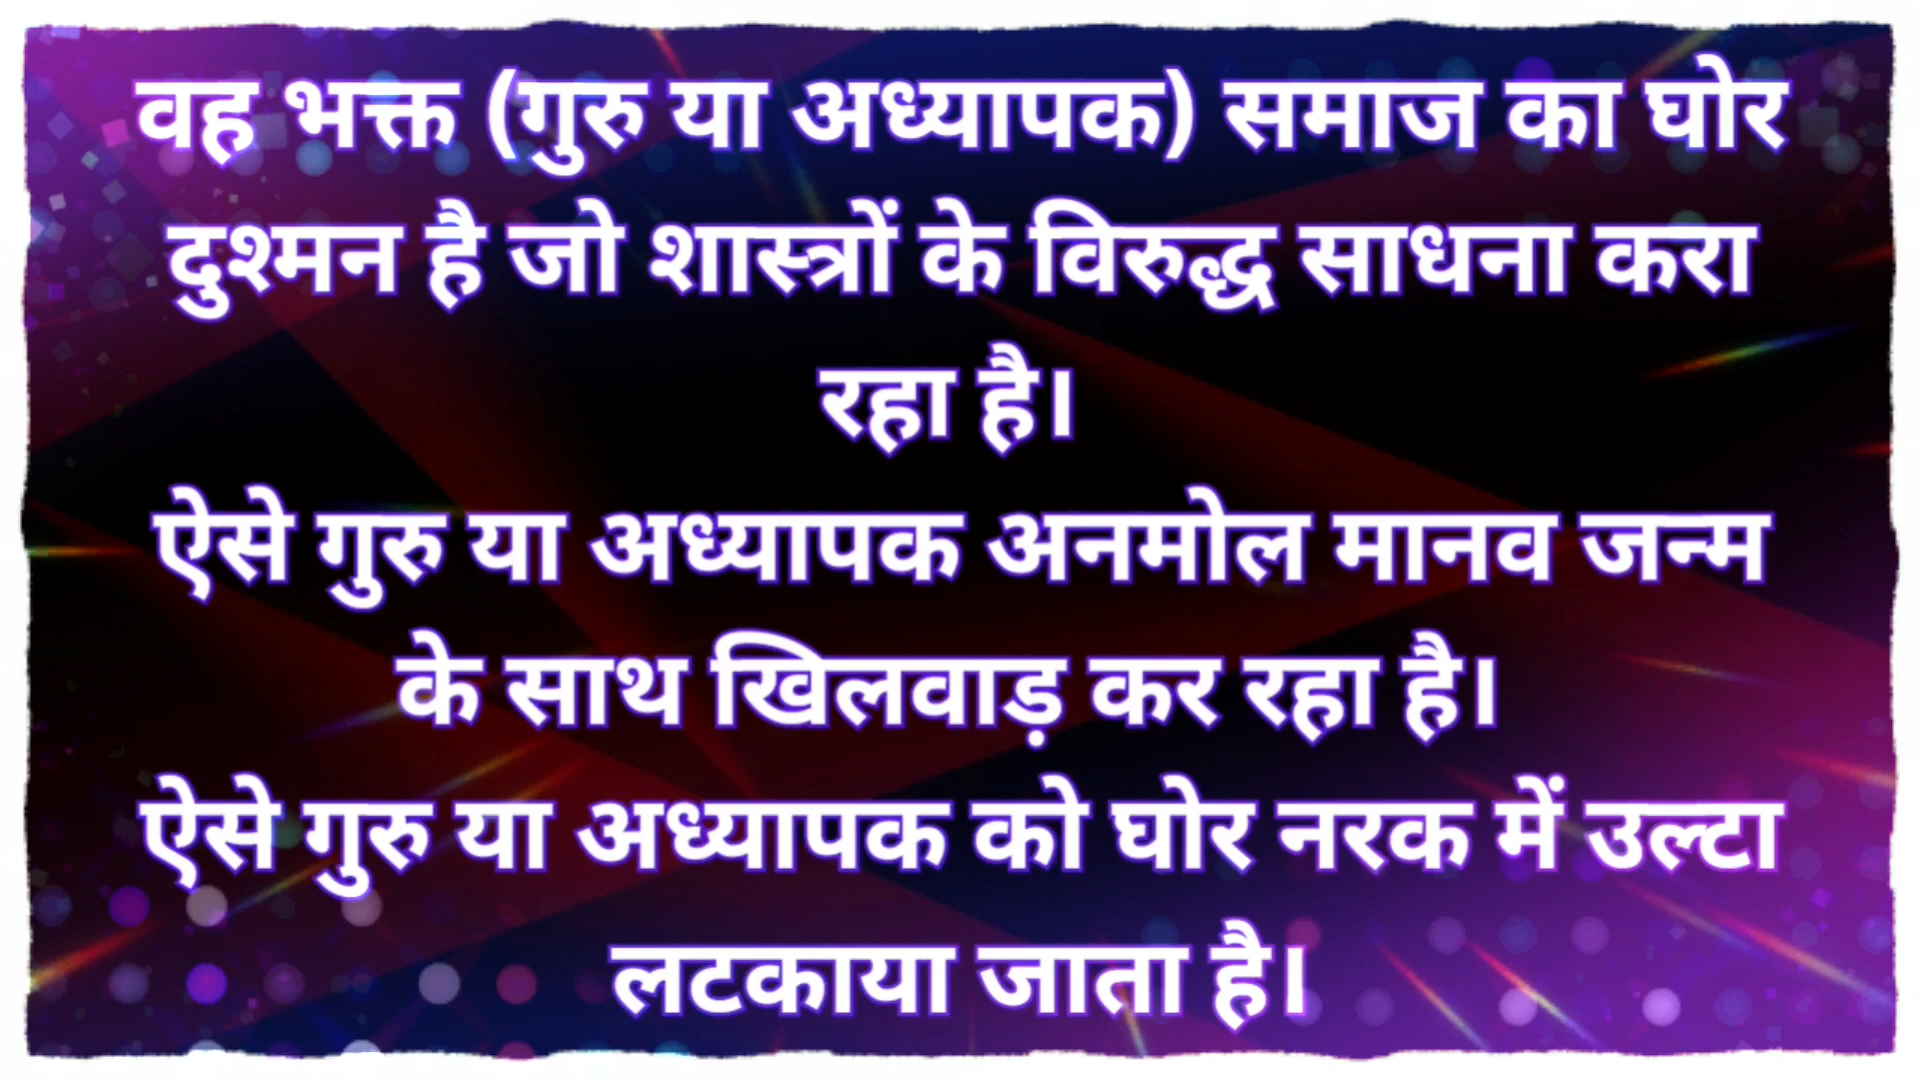 वह भक्त (गुरु या अध्यापक) समाज का घोर
दुश्मन है जो शास्त्रों के विरुद्ध साधना करा
रहा है।
ऐसे गुरु या अध्यापक अनमोल मानव जन्म
के साथ खिलवाड़ कर रहा है।
ऐसे गुरु या अध्यापक को घोर नरक में उल्टा
लटकाया जाता है।